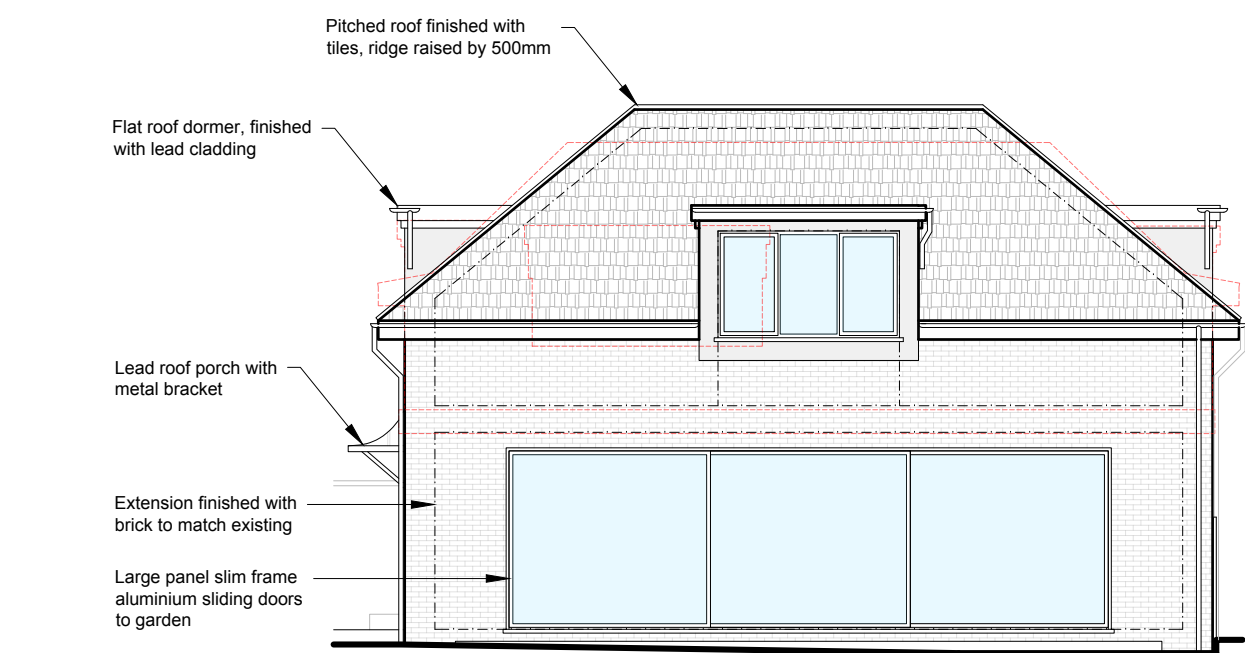 Pitched roof finished with
tiles, ridge raised by 500mm
Flat roof dormer, finished
with lead cladding
Lead roof porch with
metal bracket
Extension finished with
brick to match existing
Large panel slim frame
aluminium sliding doors
to garden